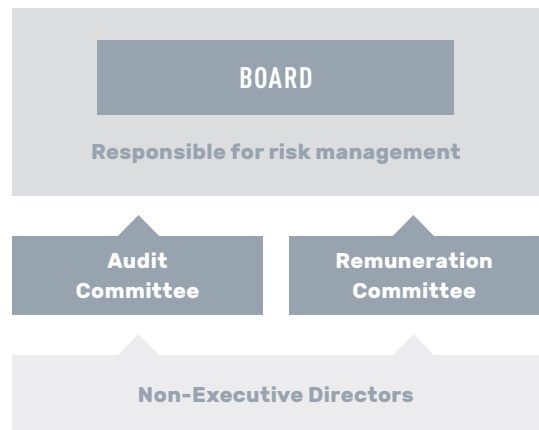 BOARD
Responsible for risk management
Audit
Committee
Remuneration
Committee
Non-Executive Directors